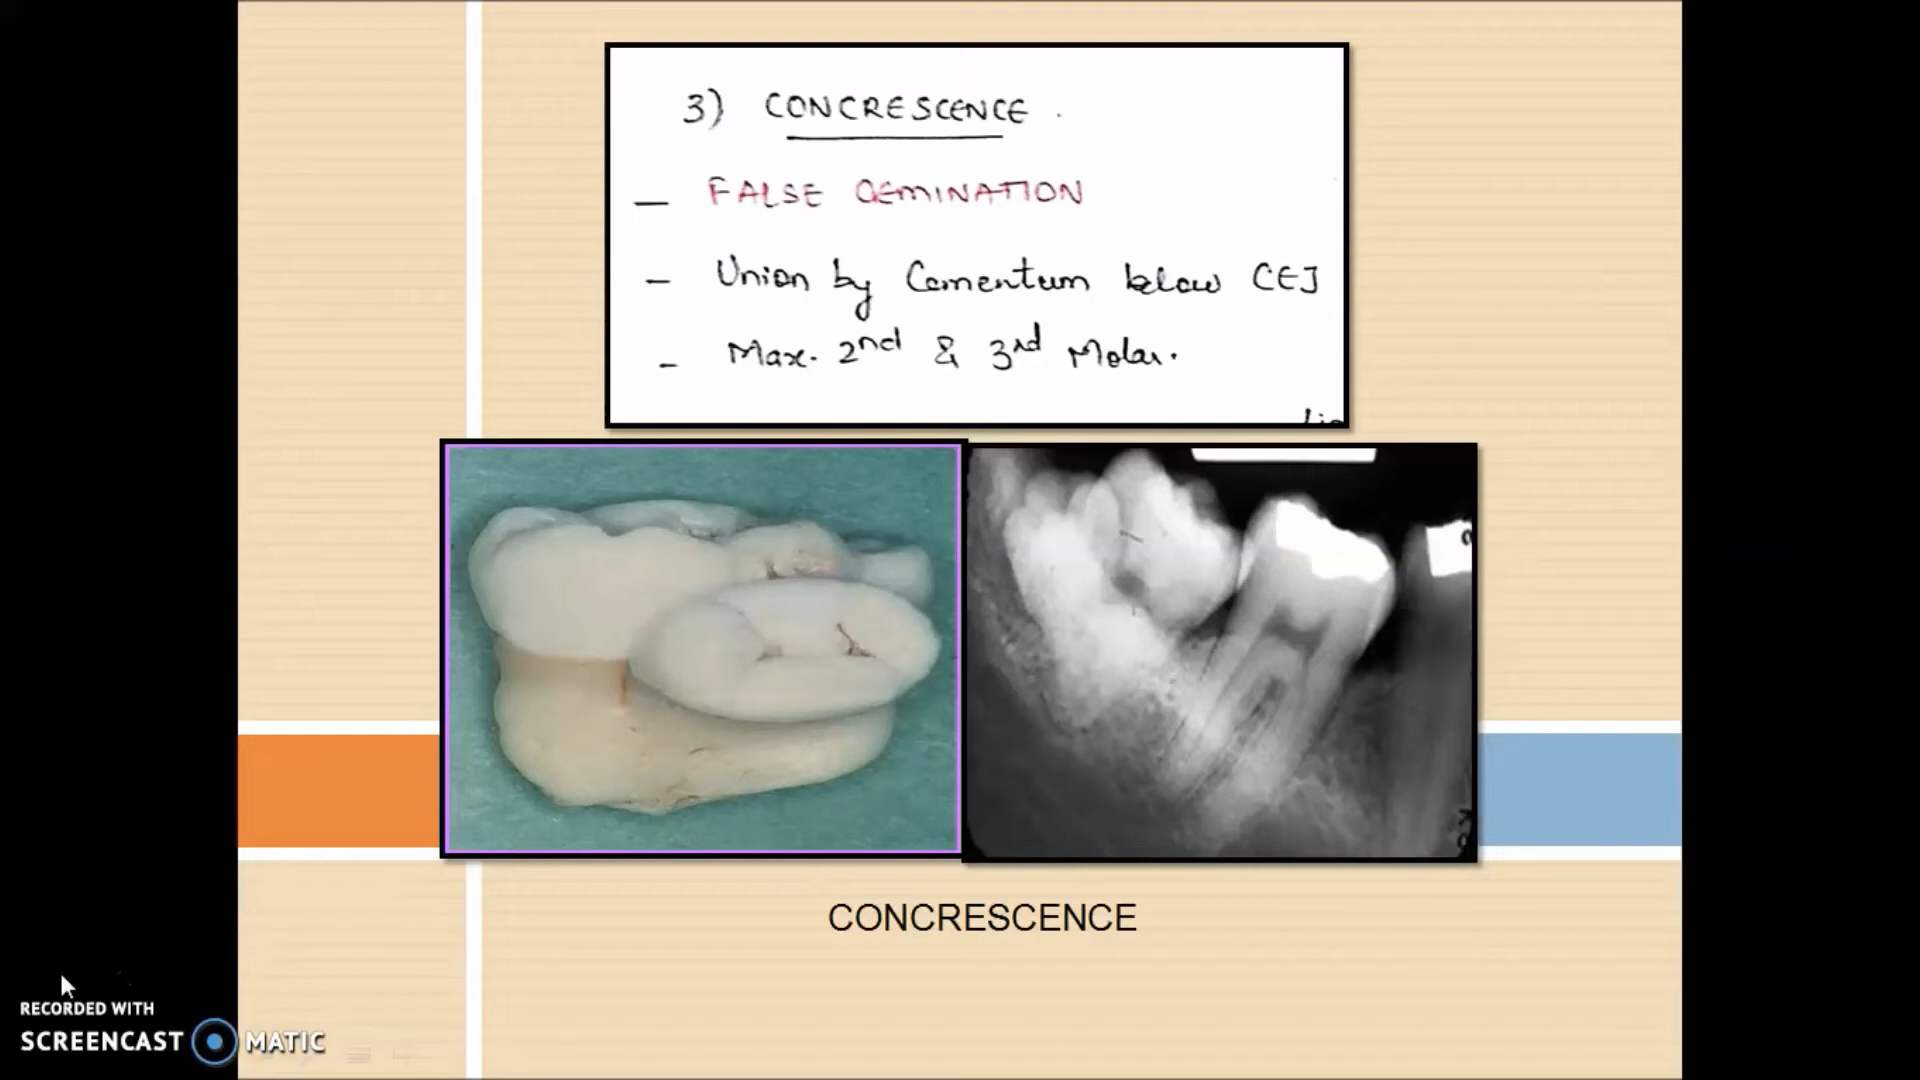 3) CONCRESCENCE.
— FALSE GEMINATION
– Union by Cementum below CEJ
- Max. 2nd & 3rd Molar.
CONCRESCENCE
RECORDED WITH
SCREENCAST MATIC